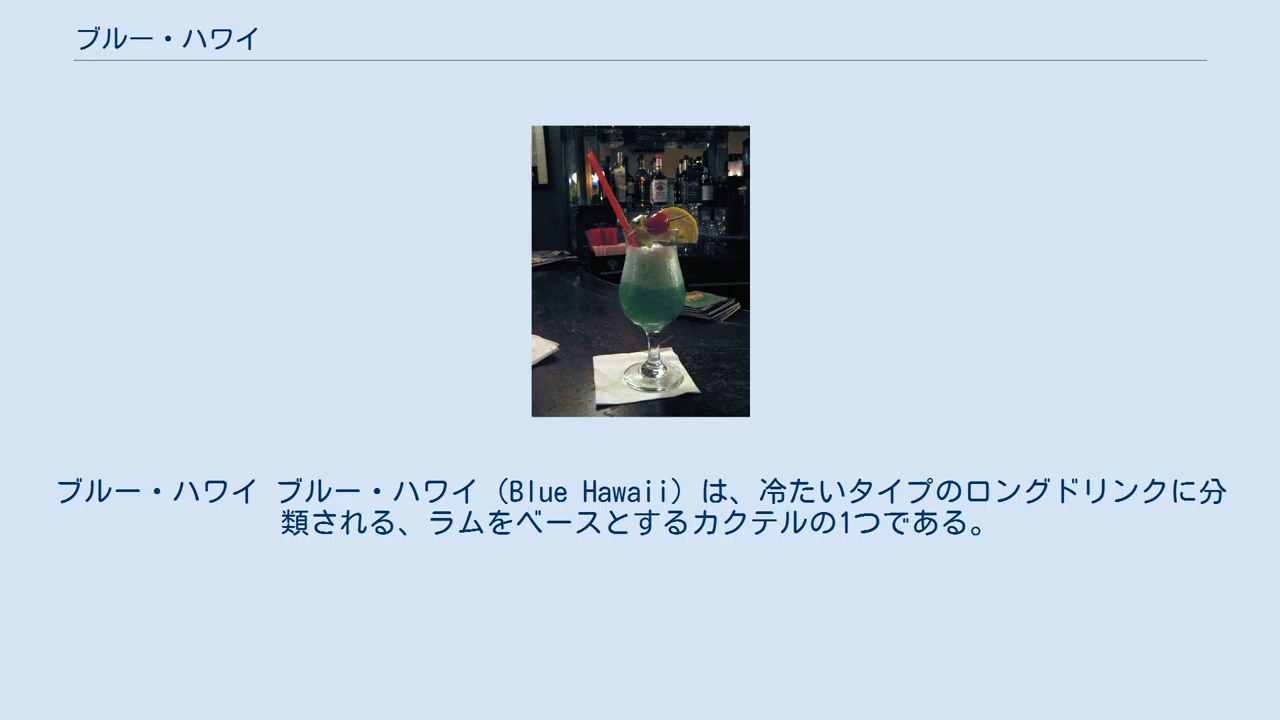 ブルー・ハワイ
ブルー・ハワイ ブルー・ハワイ（Blue Hawaii）は、冷たいタイプのロングドリンクに分
類される、ラムをベースとするカクテルの1つである。